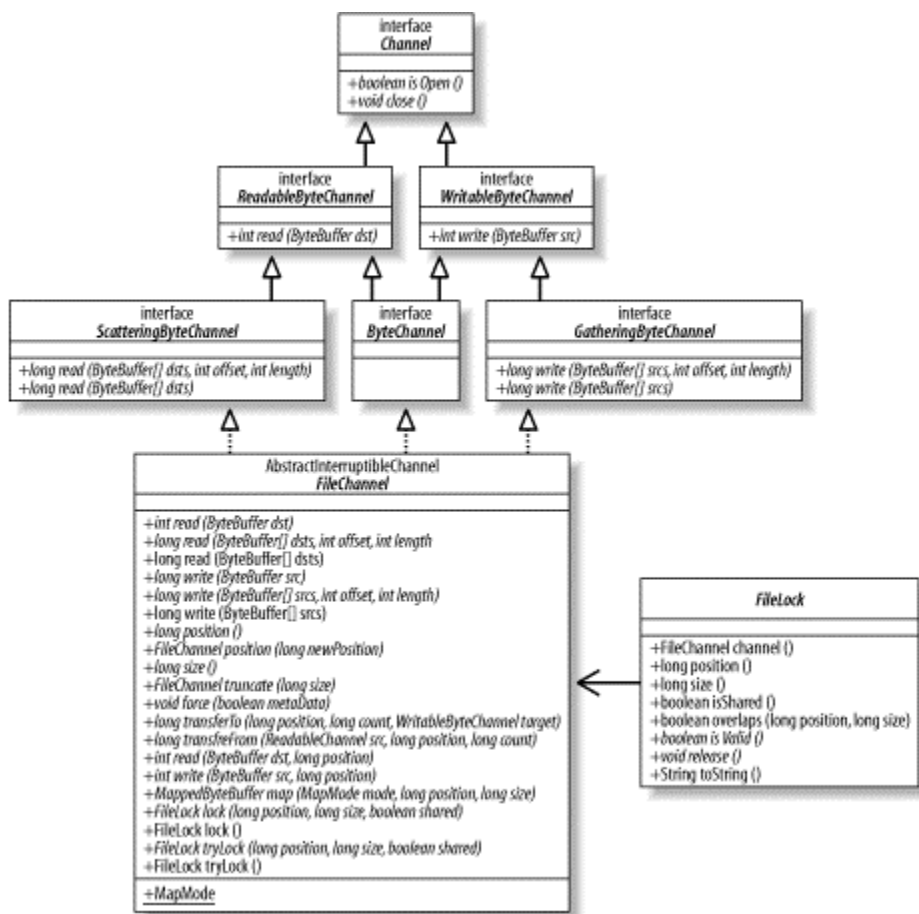 interface
Channel
+boolean is Open ()
+void close ()
interface
ReadableByteChannel
+int read (ByteBuffer dst)
interface
WritableByteChannel
+int write (ByteBuffer src)
interface
ScatteringByteChannel
+long read (ByteBuffer[] dsts, int offset, int length)
+long read (ByteBuffer[] dsts)
interface
ByteChannel
interface
GatheringByteChannel
+long write (ByteBuffer[] srcs, int offset, int length)
+long write (ByteBuffer[] srcs)
AbstractInterruptibleChannel
FileChannel
+int read (ByteBuffer dst)
+long read (ByteBuffer[] dsts, int offset, int length
+long read (ByteBuffer[] dsts)
+long write (ByteBuffer src)
+long write (ByteBuffer[] srcs, int offset, int length)
+long write (ByteBuffer[] srcs)
+long position ()
+FileChannel position (long newPosition)
+long size ()
+FileChannel truncate (long size)
+void force (boolean metaData)
+long transferTo (long position, long count, WritableByteChannel target)
+long transfreFrom (ReadableChannel src, long position, long count)
+int read (ByteBuffer dst, long position)
+int write (ByteBuffer src, long position)
+MappedByteBuffer map (MapMode mode, long position, long size)
+FileLock lock (long position, long size, boolean shared)
+FileLock lock ()
+FileLock tryLock (long position, long size, boolean shared)
+FileLock tryLock ()
+MapMode
FileLock
+FileChannel channel ()
+long position ()
+long size ()
+boolean isShared ()
+boolean overlaps (long position, long size)
+boolean is Valid ()
+void release ()
+String toString ()